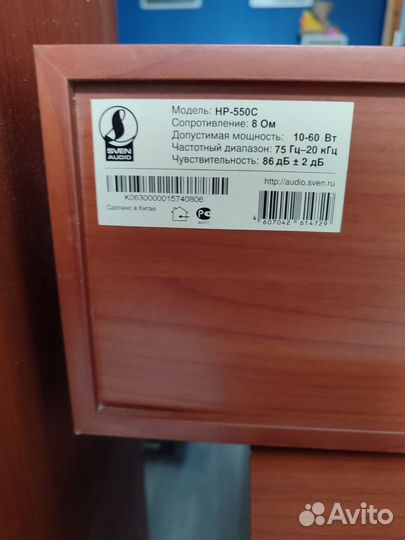 Модель: HP-550C
Сопротивление: 8 Ом
Допустимая мощность: 10-60 Вт
Частотный диапазон: 75 Гц–20 кГц
Чувствительность: 86 дБ ± 2 дБ
SVEN
AUDIO
http://audio.sven.ru
K0630000015740806
Сделано в Китае
4 607042 614729
Avito